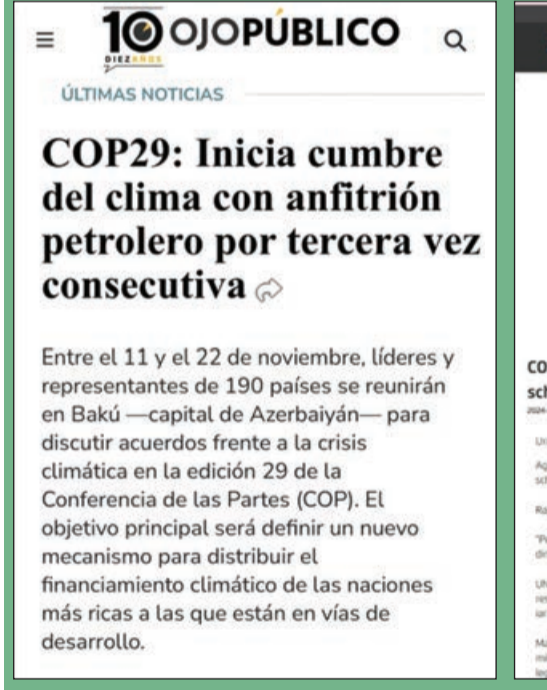 10 OJOPÚBLICO
DIEZ AÑOS
ÚLTIMAS NOTICIAS
COP29: Inicia cumbre
del clima con anfitrión
petrolero por tercera vez
consecutiva
Entre el 11 y el 22 de noviembre, líderes y
representantes de 190 países se reunirán
en Bakú —capital de Azerbaiyán— para
discutir acuerdos frente a la crisis
climática en la edición 29 de la
Conferencia de las Partes (COP). El
objetivo principal será definir un nuevo
mecanismo para distribuir el
financiamiento climático de las naciones
más ricas a las que están en vías de
desarrollo.